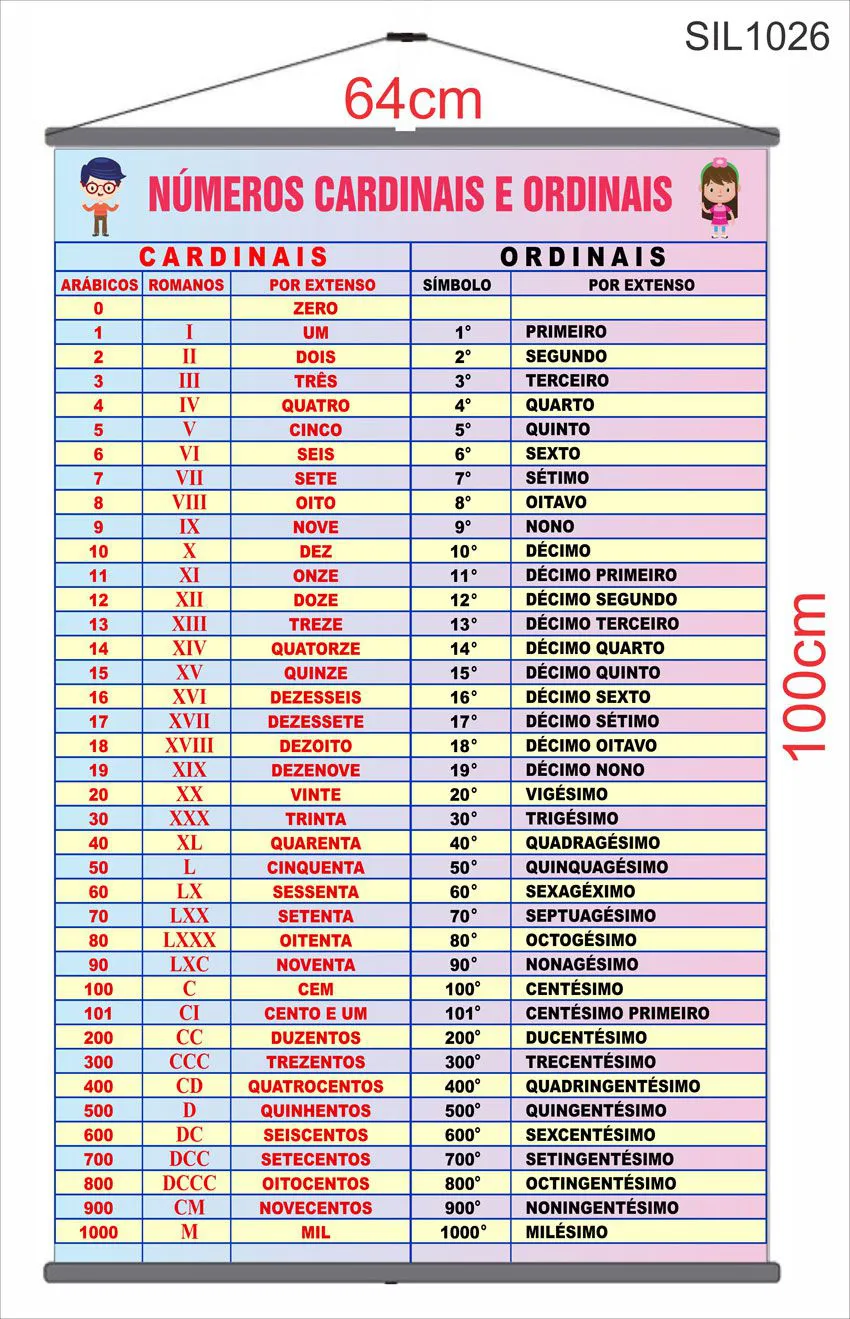 SIL1026
64cm
NÚMEROS CARDINAIS E ORDINAIS
CARDINAIS ORDINAIS
ARÁBICOS ROMANOS POR EXTENSO SÍMBOLO POR EXTENSO
0 ZERO
1 I UM 1° PRIMEIRO
2 II DOIS 2° SEGUNDO
3 III TRÊS 3° TERCEIRO
4 IV QUATRO 4° QUARTO
5 V CINCO 5° QUINTO
6 VI SEIS 6° SEXTO
7 VII SETE 7° SÉTIMO
8 VIII OITO 8° OITAVO
9 IX NOVE 9° NONO
10 X DEZ 10° DÉCIMO
11 XI ONZE 11° DÉCIMO PRIMEIRO
12 XII DOZE 12° DÉCIMO SEGUNDO
13 XIII TREZE 13° DÉCIMO TERCEIRO
14 XIV QUATORZE 14° DÉCIMO QUARTO
15 XV QUINZE 15° DÉCIMO QUINTO
16 XVI DEZESSEIS 16° DÉCIMO SEXTO
17 XVII DEZESSETE 17° DÉCIMO SÉTIMO
18 XVIII DEZOITO 18° DÉCIMO OITAVO
19 XIX DEZENOVE 19° DÉCIMO NONO
20 XX VINTE 20° VIGÉSIMO
30 XXX TRINTA 30° TRIGÉSIMO
40 XL QUARENTA 40° QUADRAGÉSIMO
50 L CINQUENTA 50° QUINQUAGÉSIMO
60 LX SESSENTA 60° SEXAGÉXIMO
70 LXX SETENTA 70° SEPTUAGÉSIMO
80 LXXX OITENTA 80° OCTOGÉSIMO
90 LXC NOVENTA 90° NONAGÉSIMO
100 C CEM 100° CENTÉSIMO
101 CI CENTO E UM 101° CENTÉSIMO PRIMEIRO
200 CC DUZENTOS 200° DUCENTÉSIMO
300 CCC TREZENTOS 300° TRECENTÉSIMO
400 CD QUATROCENTOS 400° QUADRINGENTÉSIMO
500 D QUINHENTOS 500° QUINGENTÉSIMO
600 DC SEISCENTOS 600° SEXCENTÉSIMO
700 DCC SETECENTOS 700° SETINGENTÉSIMO
800 DCCC OITOCENTOS 800° OCTINGENTÉSIMO
900 CM NOVECENTOS 900° NONINGENTÉSIMO
1000 M MIL 1000° MILÉSIMO
100cm